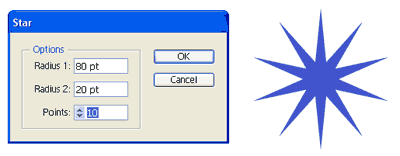 Star
Options
Radius 1: 80 pt
OK
Radius 2: 20 pt
Cancel
Points: 10